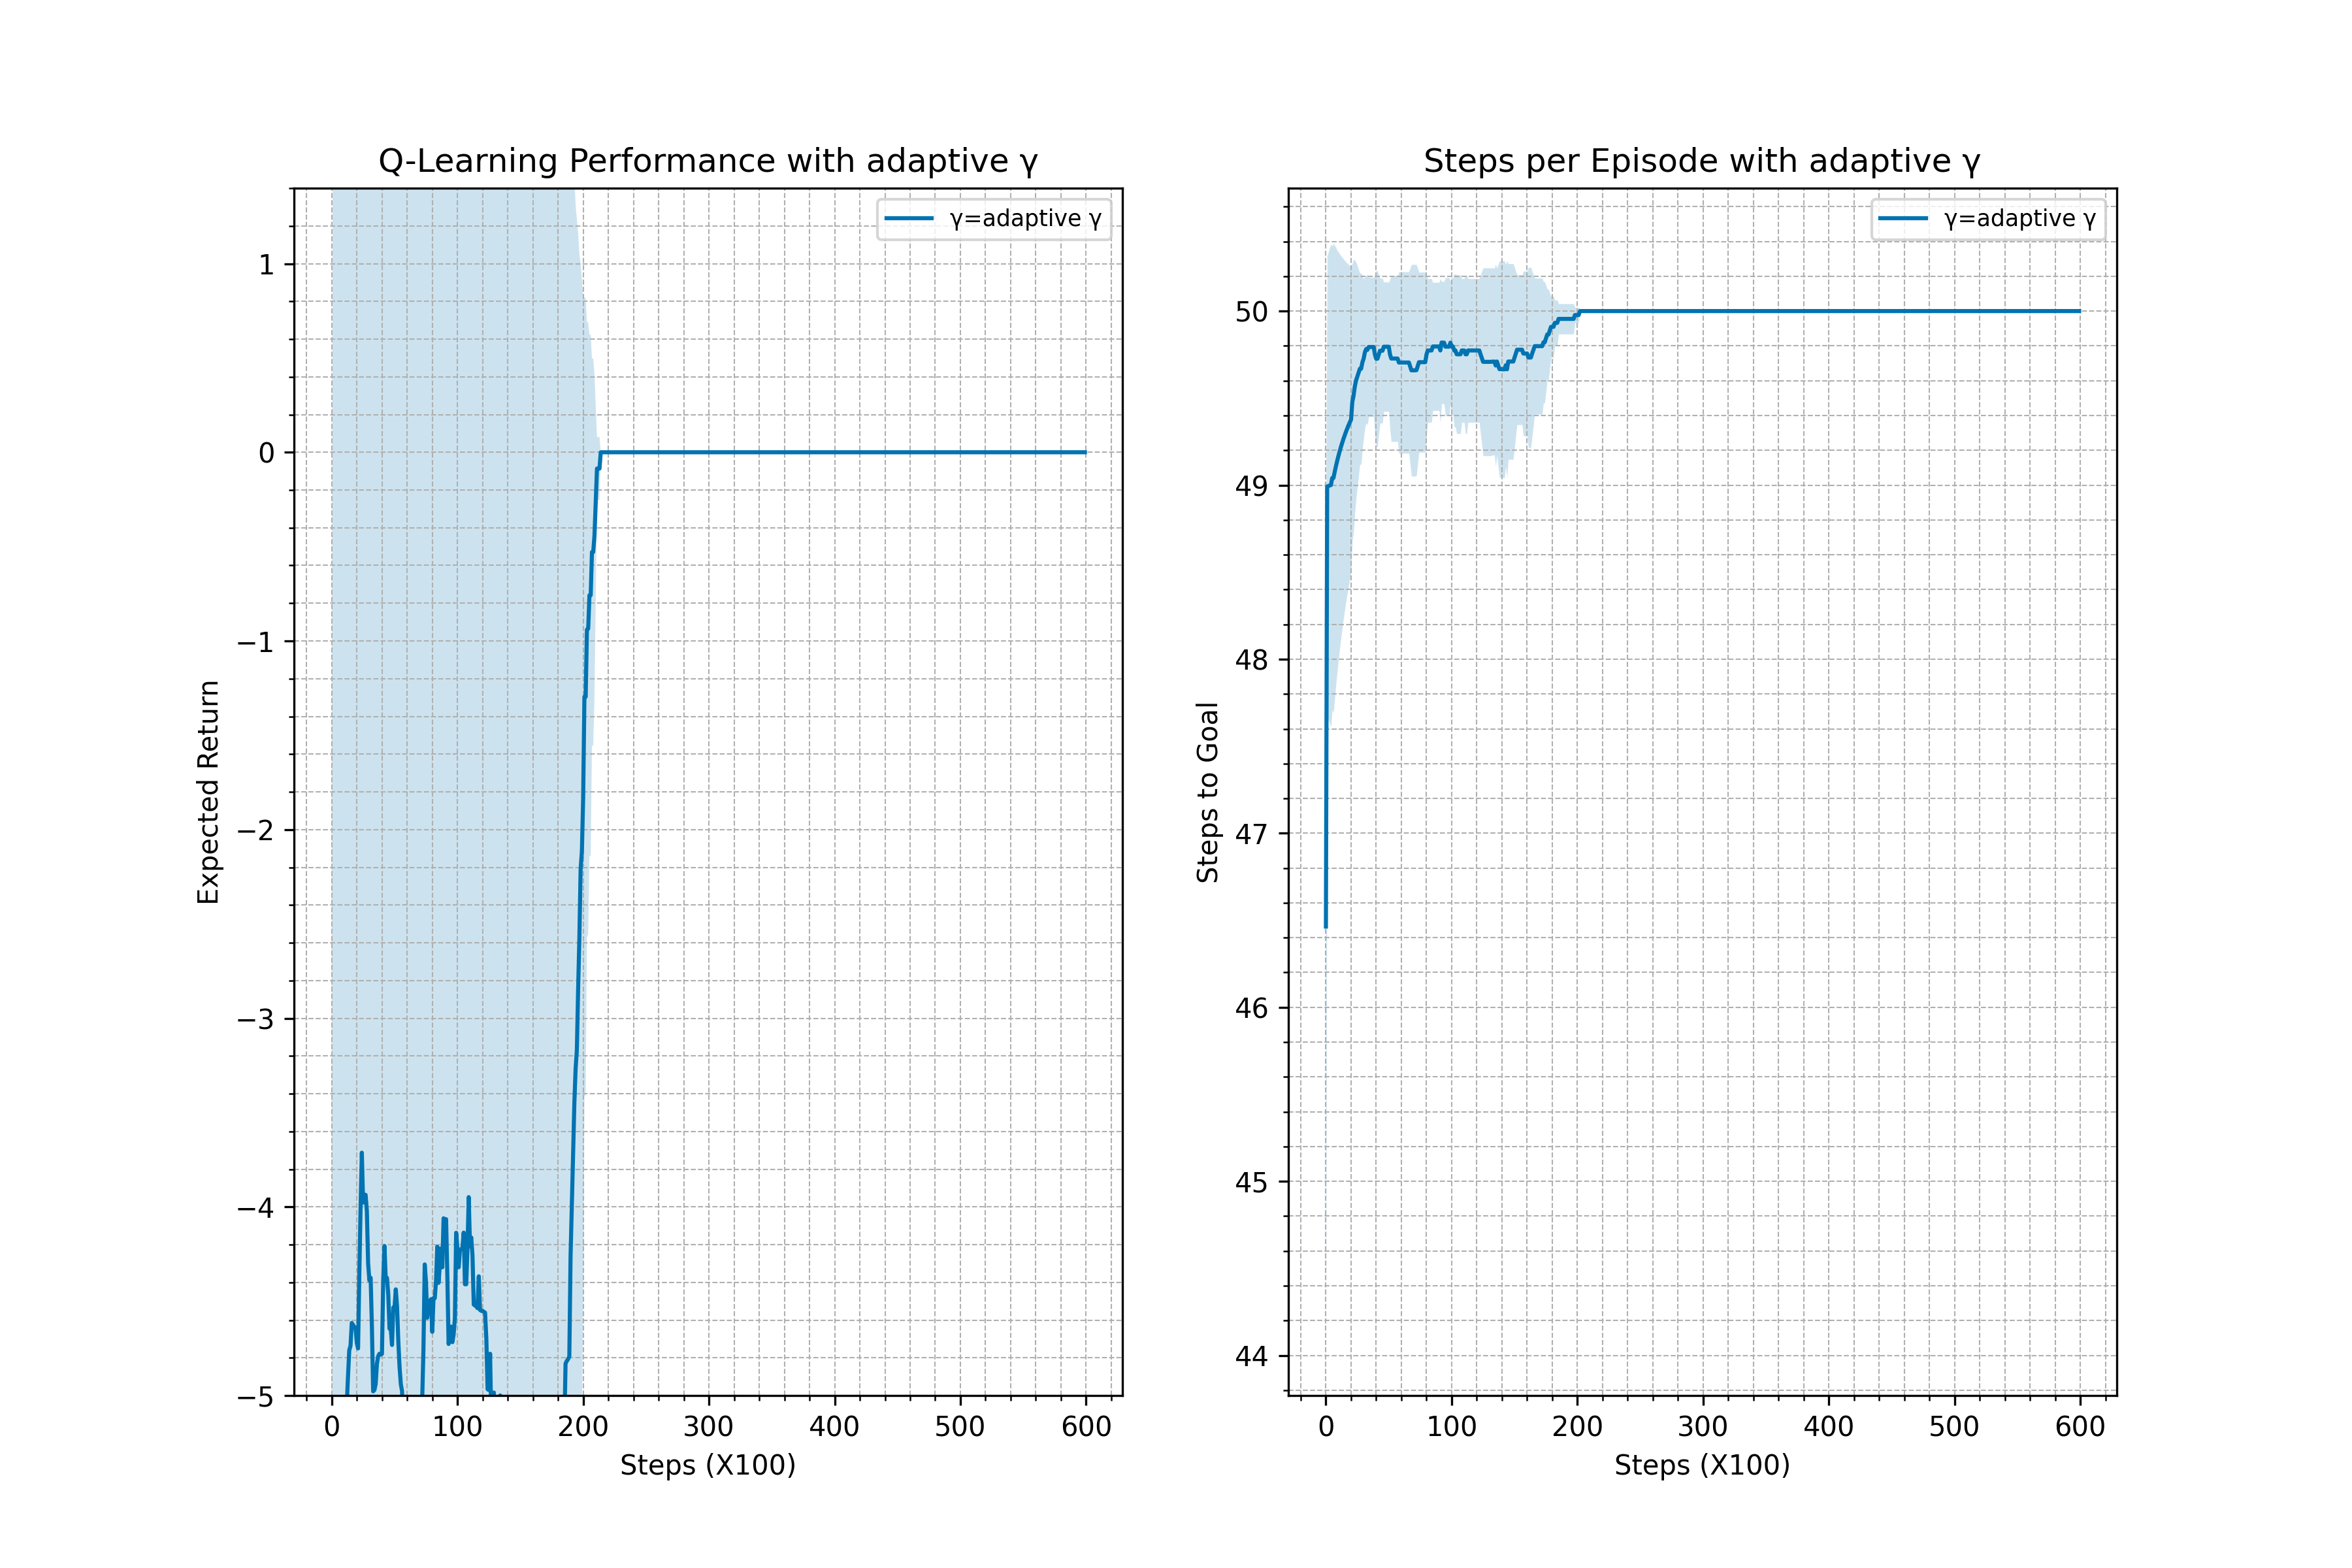 Q-Learning Performance with adaptive γ
γ=adaptive γ
Expected Return
1
0
−1
−2
−3
−4
−5
0 100 200 300 400 500 600
Steps (X100)
Steps per Episode with adaptive γ
γ=adaptive γ
Steps to Goal
50
49
48
47
46
45
44
0 100 200 300 400 500 600
Steps (X100)